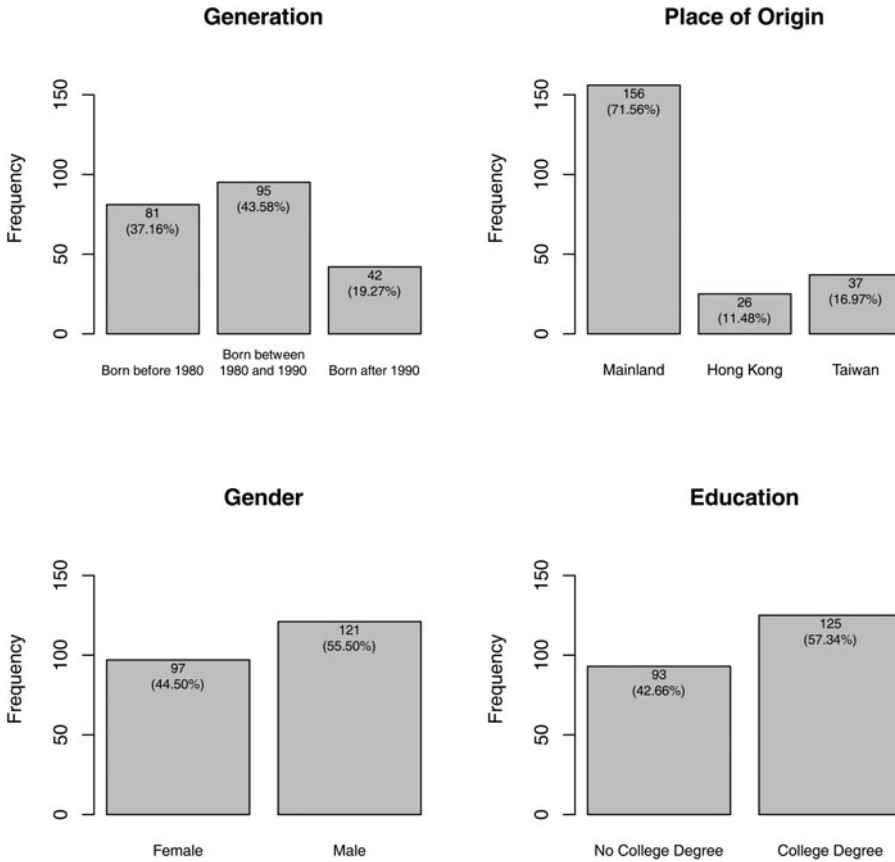 Generation
Frequency
150
100
50
0
81
(37.16%)
95
(43.58%)
42
(19.27%)
Born before 1980
Born between
1980 and 1990
Born after 1990
Place of Origin
Frequency
150
100
50
0
156
(71.56%)
26
(11.48%)
37
(16.97%)
Mainland
Hong Kong
Taiwan
Gender
Frequency
150
100
50
0
97
(44.50%)
121
(55.50%)
Female
Male
Education
Frequency
150
100
50
0
93
(42.66%)
125
(57.34%)
No College Degree
College Degree